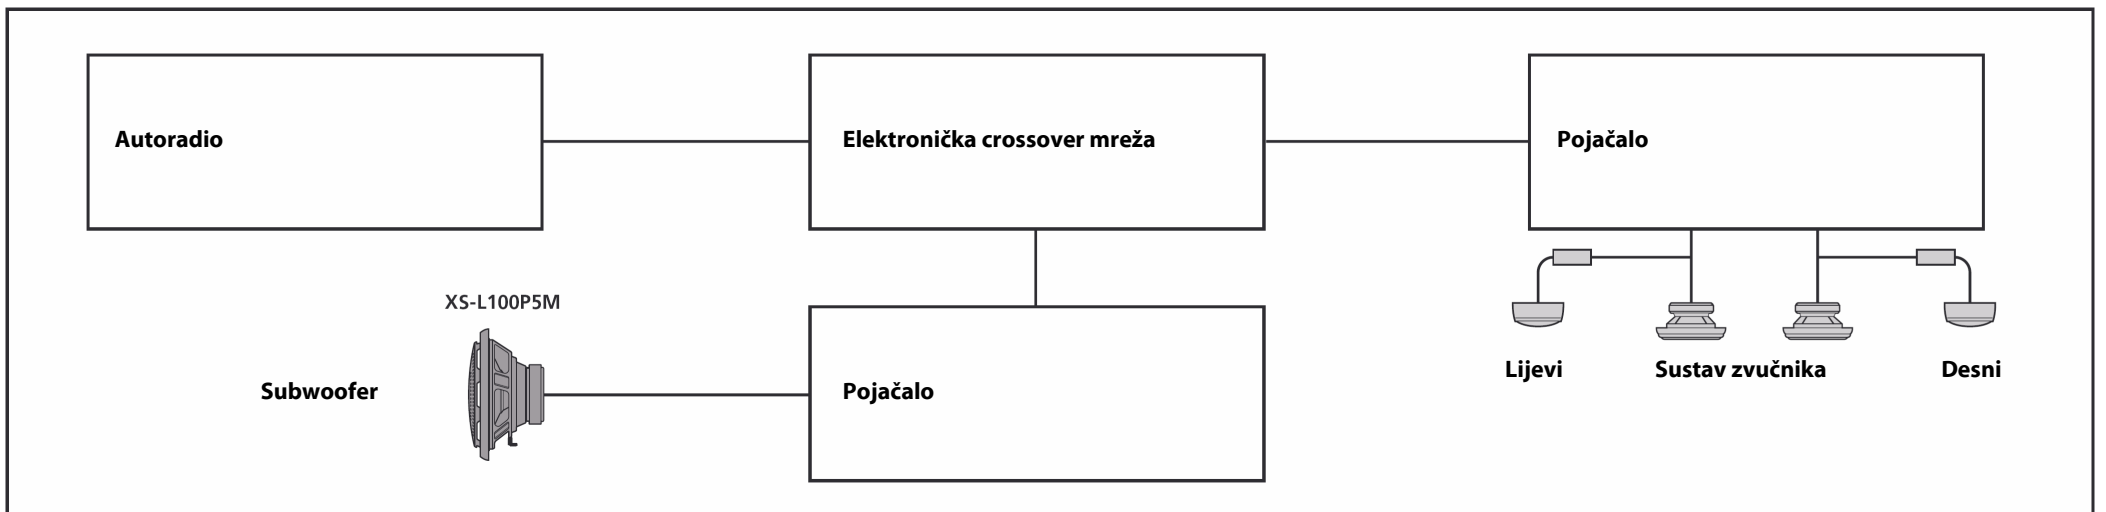 Autoradio
Elektronička crossover mreža
Pojačalo
XS-L100P5M
Subwoofer
Pojačalo
Lijevi
Sustav zvučnika
Desni